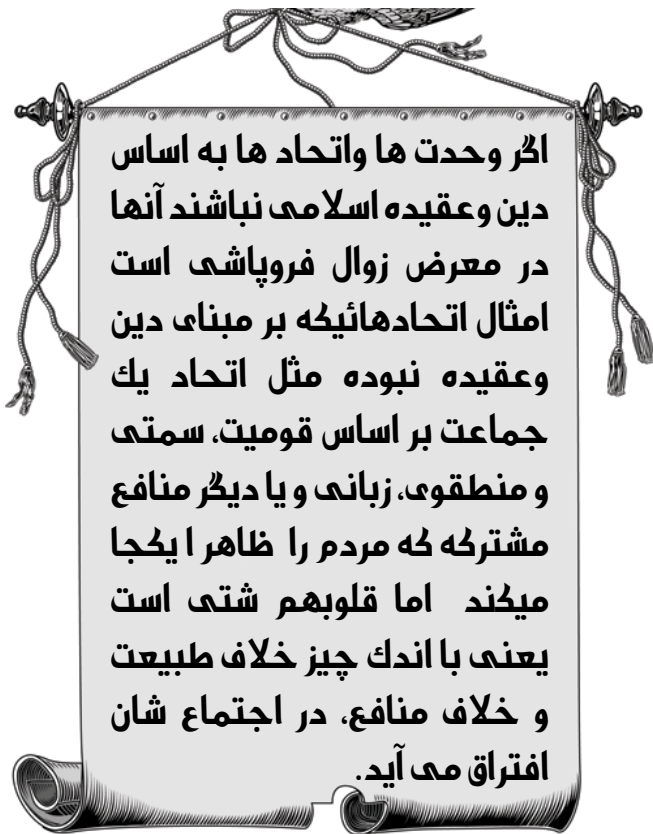 اگر وحدت ها واتحاد ها به اساس
دین وعقیده اسلامی نباشند آنها
در معرض زوال فروپاشی است
امثال اتحادهائیکه بر مبنای دین
وعقیده نبوده مثل اتحاد یك
جماعت بر اساس قومیت، سمتی
و منطقوی، زبانی و یا دیگر منافع
مشترکه که مردم را ظاهر ا یکجا
میکند اما قلوبهم شتی است
یعنی با اندك چیز خلاف طبیعت
و خلاف منافع، در اجتماع شان
افتراق می آید.